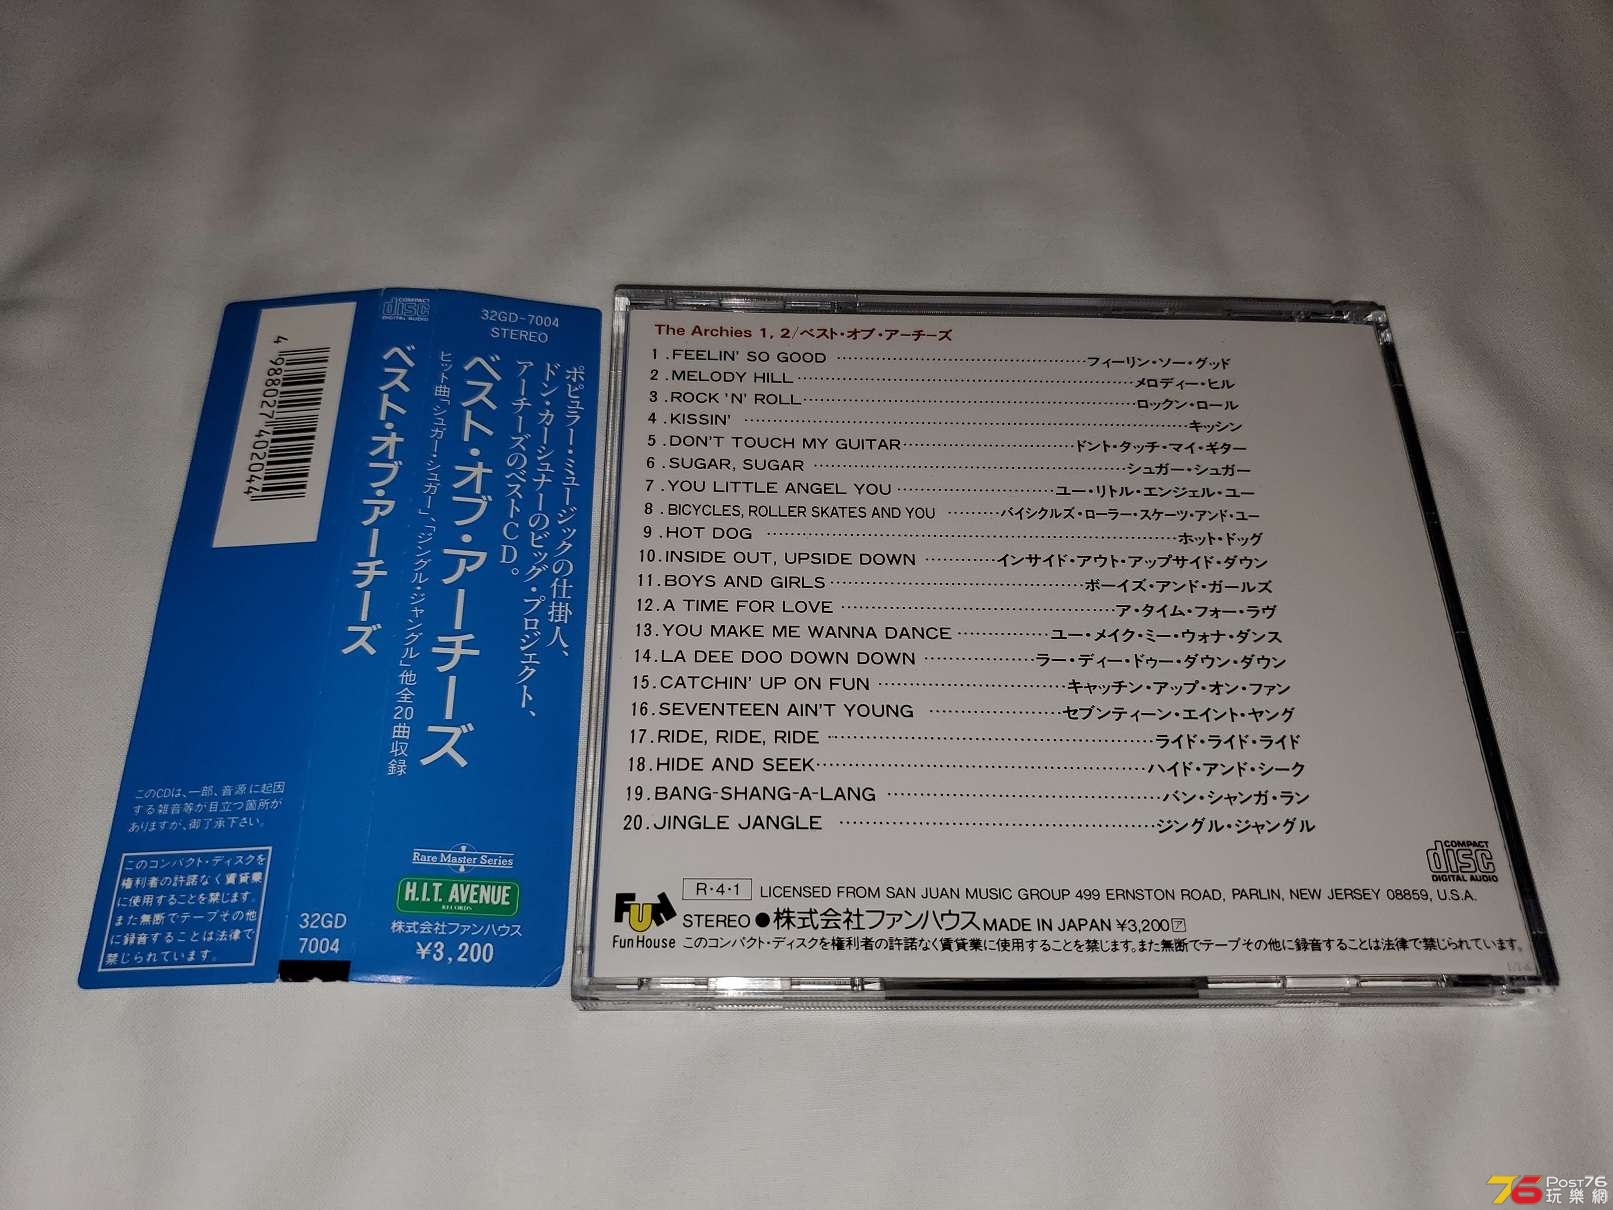 4 988027 402044
このCDは、一部、音源に起因
する雑音等が目立つ箇所が
ありますが、御了承下さい。
このコンパクト・ディスクを
権利者の許諾なく賃貸業
に使用することを禁じます。
また無断でテープその他
に録音することは法律で
禁じられています。
COMPACT
disc
DIGITAL AUDIO
ベスト・オブ・アーチーズ
32GD
7004
32GD-7004
STEREO
ポピュラー・ミュージックの仕掛人、
ドン・カーシュナーのビッグ・プロジェクト、
アーチーズのベストCD。
ベスト・オブ・アーチーズ
ヒット曲「シュガー・シュガー」、「ジングル・ジャングル」他全20曲収録
Rare Master Series
H.I.T. AVENUE
RECORDS
株式会社ファンハウス
¥3,200
The Archies 1, 2/ベスト・オブ・アーチーズ
1 .FEELIN' SO GOOD ……フィーリン・ソー・グッド
2 .MELODY HILL ……メロディー・ヒル
3 .ROCK 'N' ROLL ……ロックン・ロール
4 .KISSIN' ……キッシン
5 .DON'T TOUCH MY GUITAR ……ドント・タッチ・マイ・ギター
6 .SUGAR, SUGAR ……シュガー・シュガー
7 .YOU LITTLE ANGEL YOU ……ユー・リトル・エンジェル・ユー
8 .BICYCLES, ROLLER SKATES AND YOU ……バイシクルズ・ローラー・スケーツ・アンド・ユー
9 .HOT DOG ……ホット・ドッグ
10.INSIDE OUT, UPSIDE DOWN ……インサイド・アウト・アップサイド・ダウン
11.BOYS AND GIRLS ……ボーイズ・アンド・ガールズ
12.A TIME FOR LOVE ……ア・タイム・フォー・ラヴ
13.YOU MAKE ME WANNA DANCE ……ユー・メイク・ミー・ウォナ・ダンス
14.LA DEE DOO DOWN DOWN ……ラー・ディー・ドゥー・ダウン・ダウン
15.CATCHIN' UP ON FUN ……キャッチン・アップ・オン・ファン
16.SEVENTEEN AIN'T YOUNG ……セブンティーン・エイント・ヤング
17.RIDE, RIDE, RIDE ……ライド・ライド・ライド
18.HIDE AND SEEK ……ハイド・アンド・シーク
19.BANG-SHANG-A-LANG ……バン・シャンガ・ラン
20.JINGLE JANGLE ……ジングル・ジャングル
COMPACT
disc
DIGITAL AUDIO
R・4・1 LICENSED FROM SAN JUAN MUSIC GROUP 499 ERNSTON ROAD, PARLIN, NEW JERSEY 08859, U.S.A.
FUN
STEREO ●株式会社ファンハウス MADE IN JAPAN ¥3,200 ア
Fun House このコンパクト・ディスクを権利者の許諾なく賃貸業に使用することを禁じます。また無断でテープその他に録音することは法律で禁じられています。
76 Post76
玩樂網